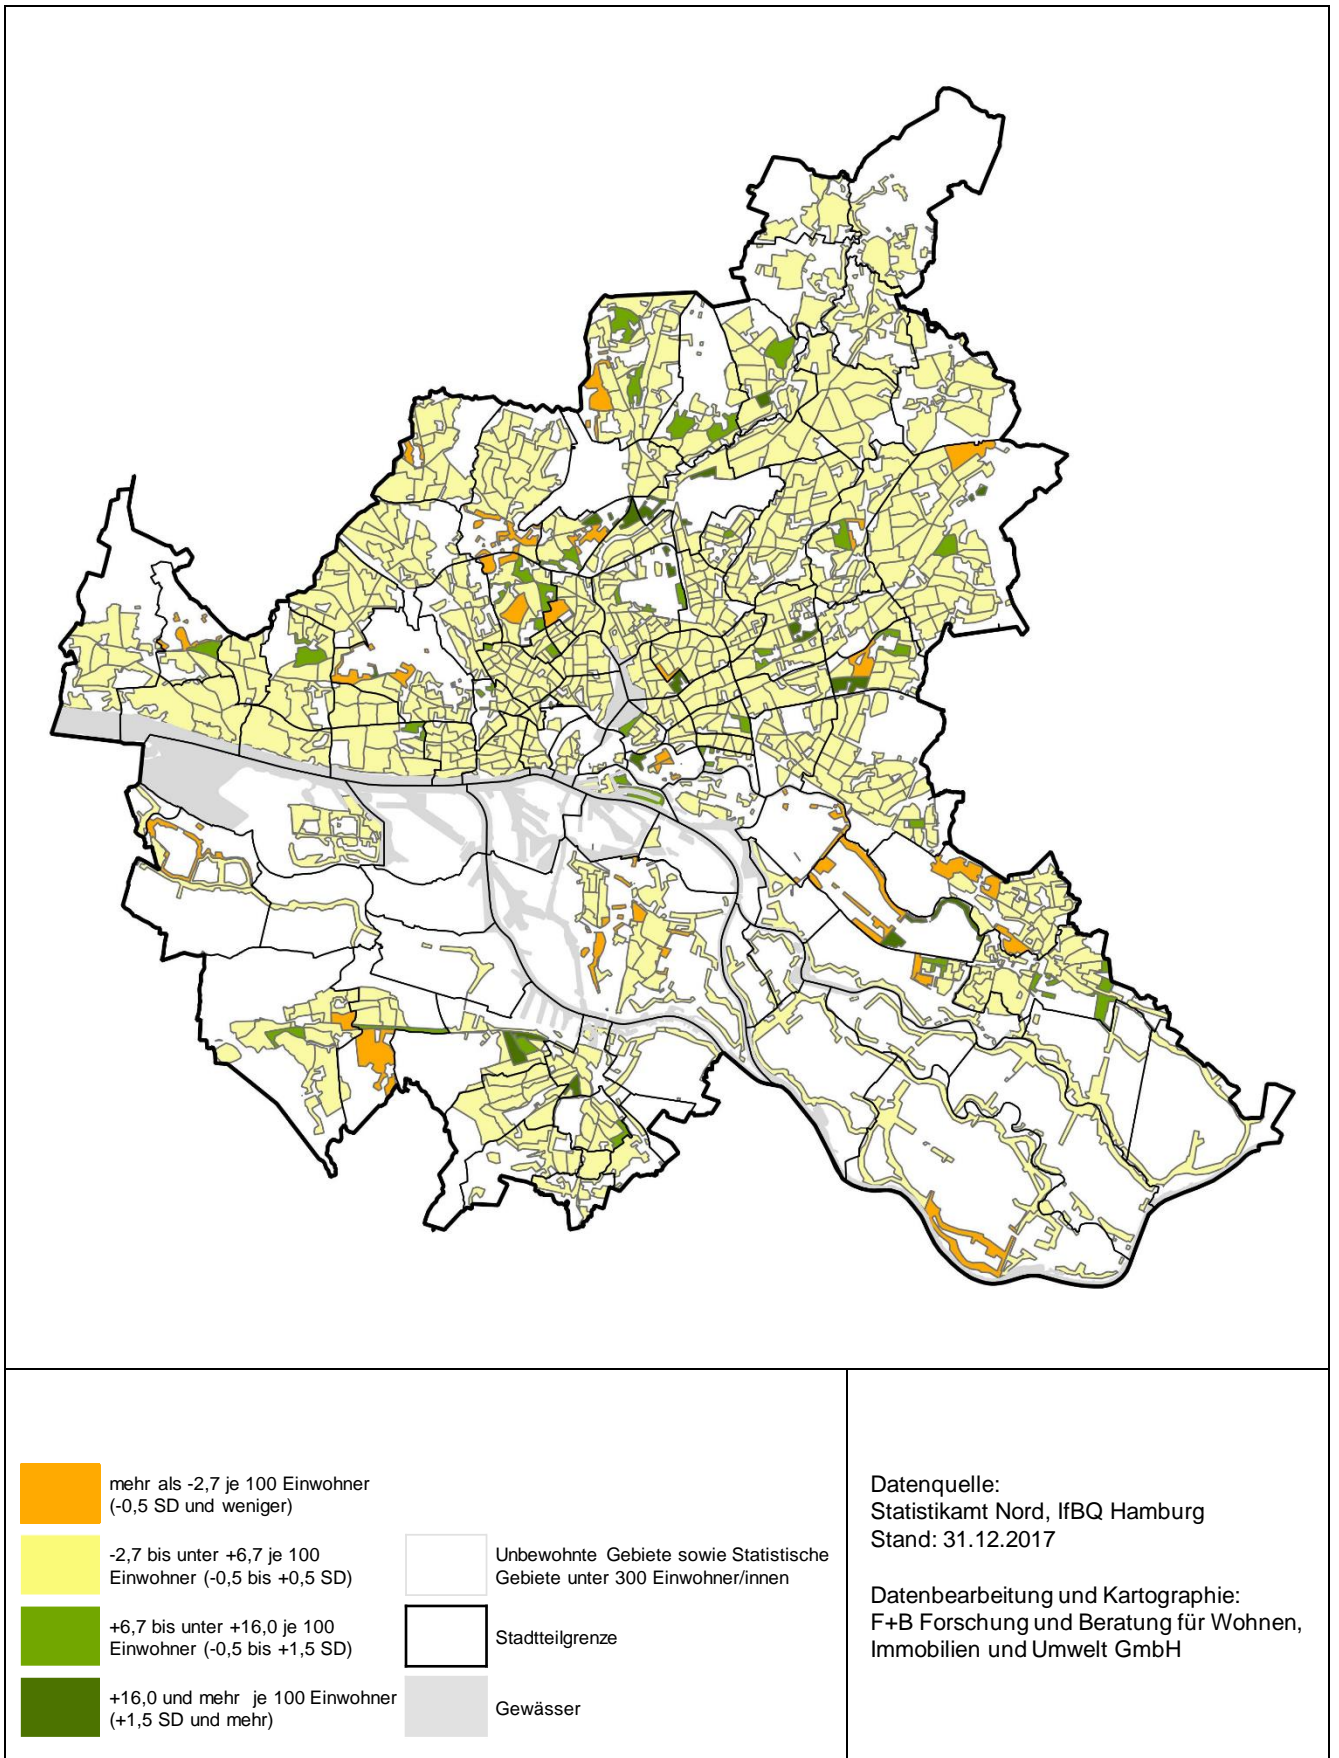 mehr als -2,7 je 100 Einwohner
(-0,5 SD und weniger)
-2,7 bis unter +6,7 je 100
Einwohner (-0,5 bis +0,5 SD)
+6,7 bis unter +16,0 je 100
Einwohner (-0,5 bis +1,5 SD)
+16,0 und mehr je 100 Einwohner
(+1,5 SD und mehr)
Unbewohnte Gebiete sowie Statistische
Gebiete unter 300 Einwohner/innen
Stadtteilgrenze
Gewässer
Datenquelle:
Statistikamt Nord, IfBQ Hamburg
Stand: 31.12.2017
Datenbearbeitung und Kartographie:
F+B Forschung und Beratung für Wohnen,
Immobilien und Umwelt GmbH